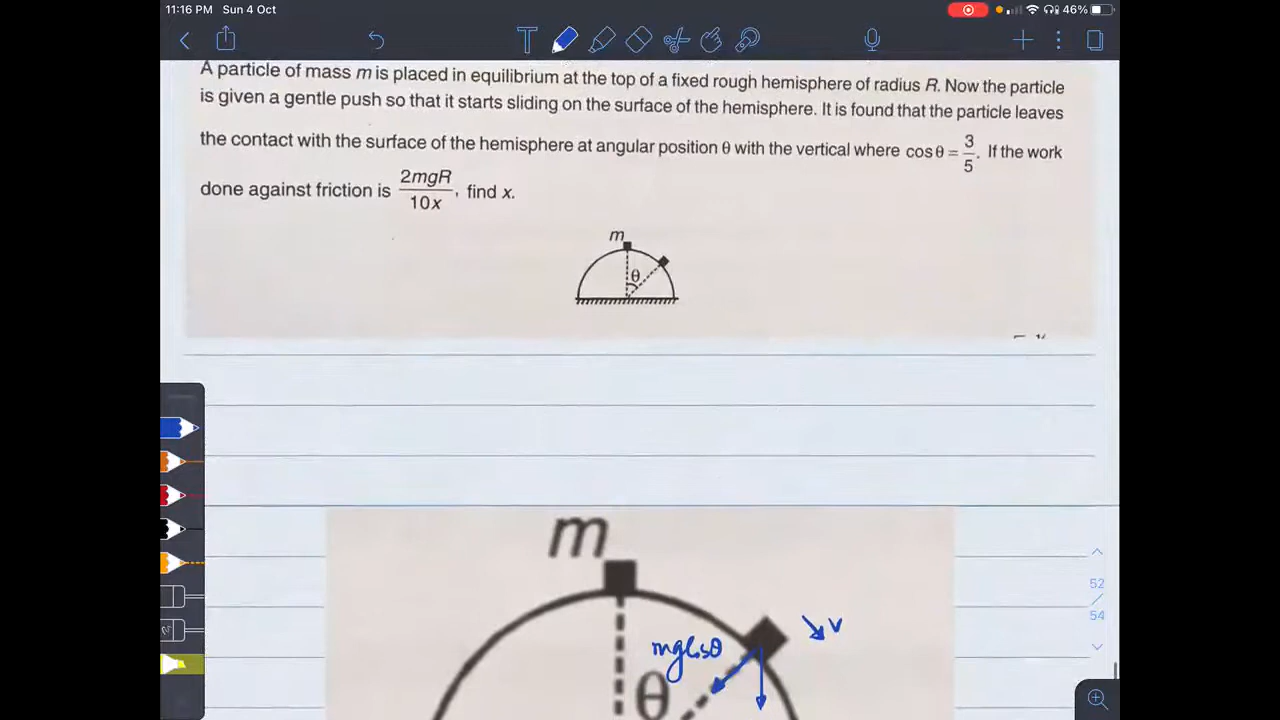 11:16 PM Sun 4 Oct
46%
A particle of mass m is placed in equilibrium at the top of a fixed rough hemisphere of radius R. Now the particle
is given a gentle push so that it starts sliding on the surface of the hemisphere. It is found that the particle leaves
the contact with the surface of the hemisphere at angular position θ with the vertical where cos θ = 3/5. If the work
done against friction is 2mgR/10x, find x.
m
θ
m
v
mg cosθ
θ
52
/
54